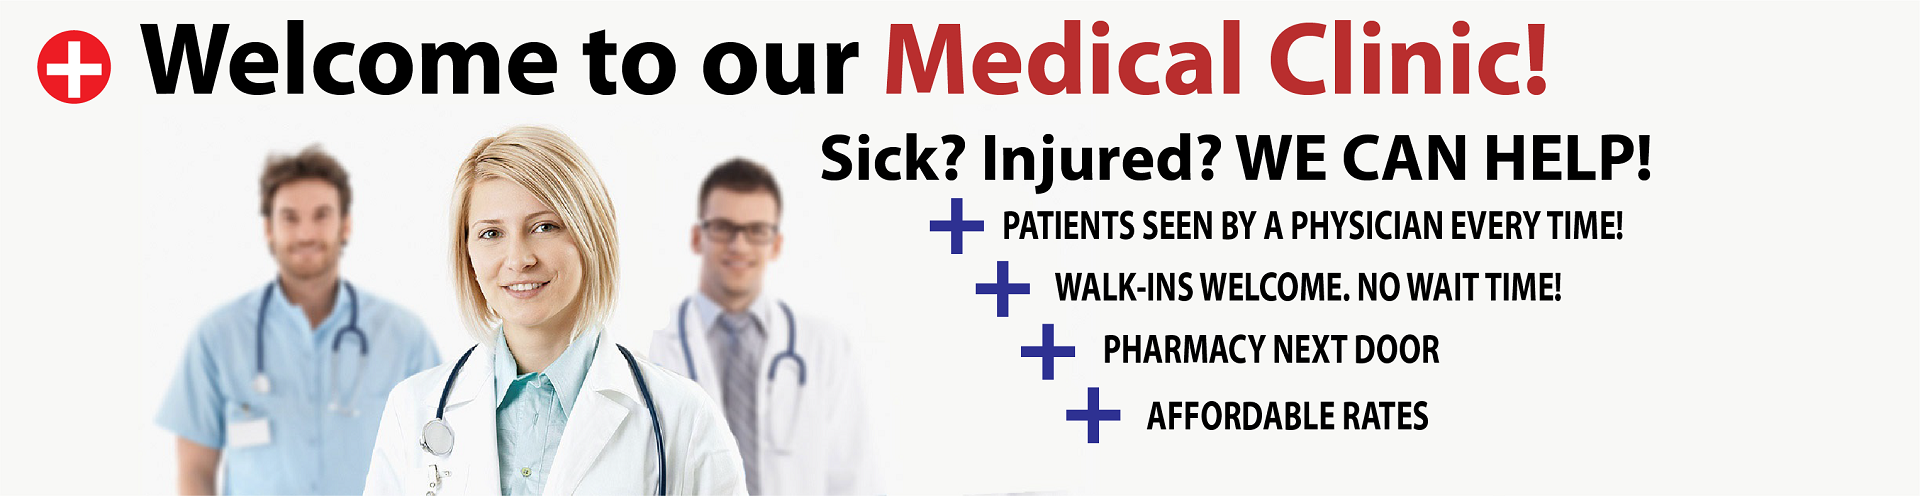 Welcome to our Medical Clinic!
Sick? Injured? WE CAN HELP!
PATIENTS SEEN BY A PHYSICIAN EVERY TIME!
WALK-INS WELCOME. NO WAIT TIME!
PHARMACY NEXT DOOR
AFFORDABLE RATES